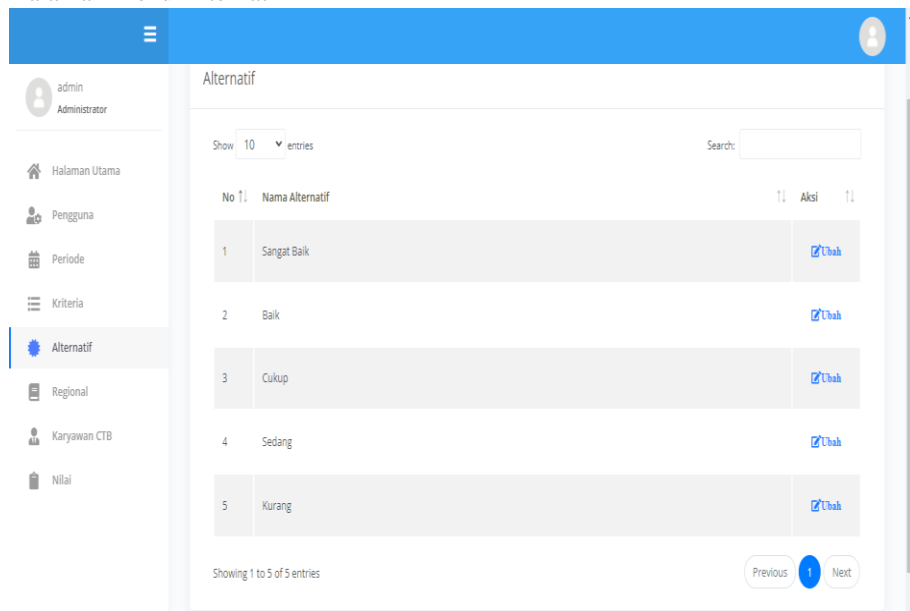 admin
Administrator
Halaman Utama
Pengguna
Periode
Kriteria
Alternatif
Regional
Karyawan CTB
Nilai
Alternatif
Show 10 entries
Search:
No Nama Alternatif Aksi
1 Sangat Baik Ubah
2 Baik Ubah
3 Cukup Ubah
4 Sedang Ubah
5 Kurang Ubah
Showing 1 to 5 of 5 entries
Previous 1 Next